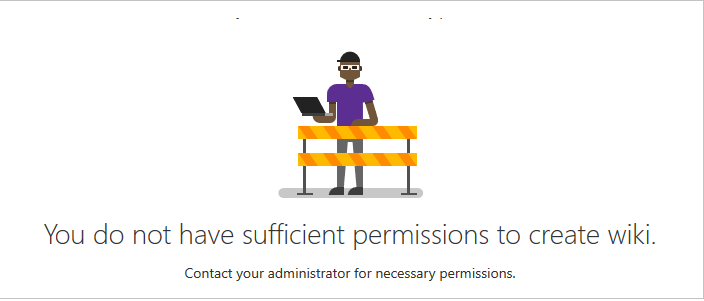 You do not have sufficient permissions to create wiki.
Contact your administrator for necessary permissions.